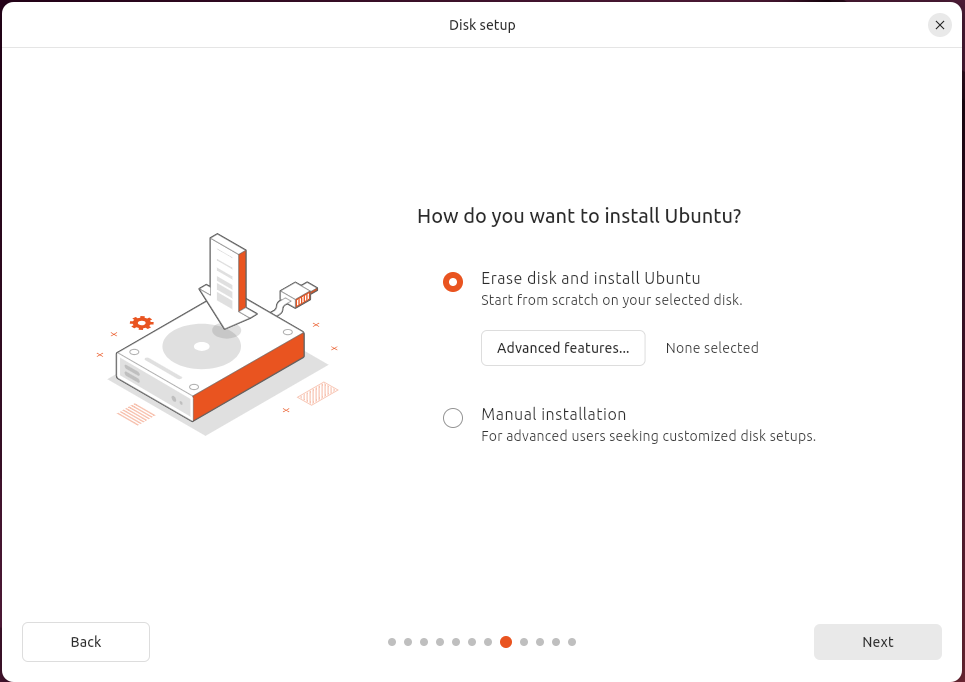 Disk setup
How do you want to install Ubuntu?
Erase disk and install Ubuntu
Start from scratch on your selected disk.
Advanced features... None selected
Manual installation
For advanced users seeking customized disk setups.
Back Next